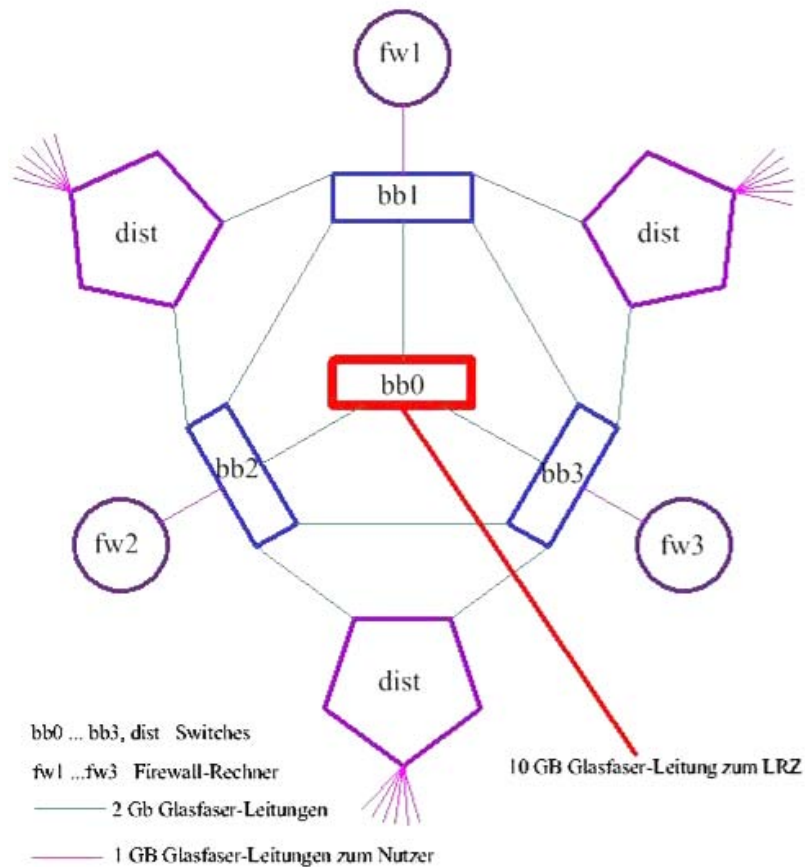 fw1
bb1
dist
dist
bb0
bb2
bb3
fw2
fw3
dist
bb0 ... bb3, dist Switches
fw1 ...fw3 Firewall-Rechner
10 GB Glasfaser-Leitung zum LRZ
2 Gb Glasfaser-Leitungen
1 GB Glasfaser-Leitungen zum Nutzer